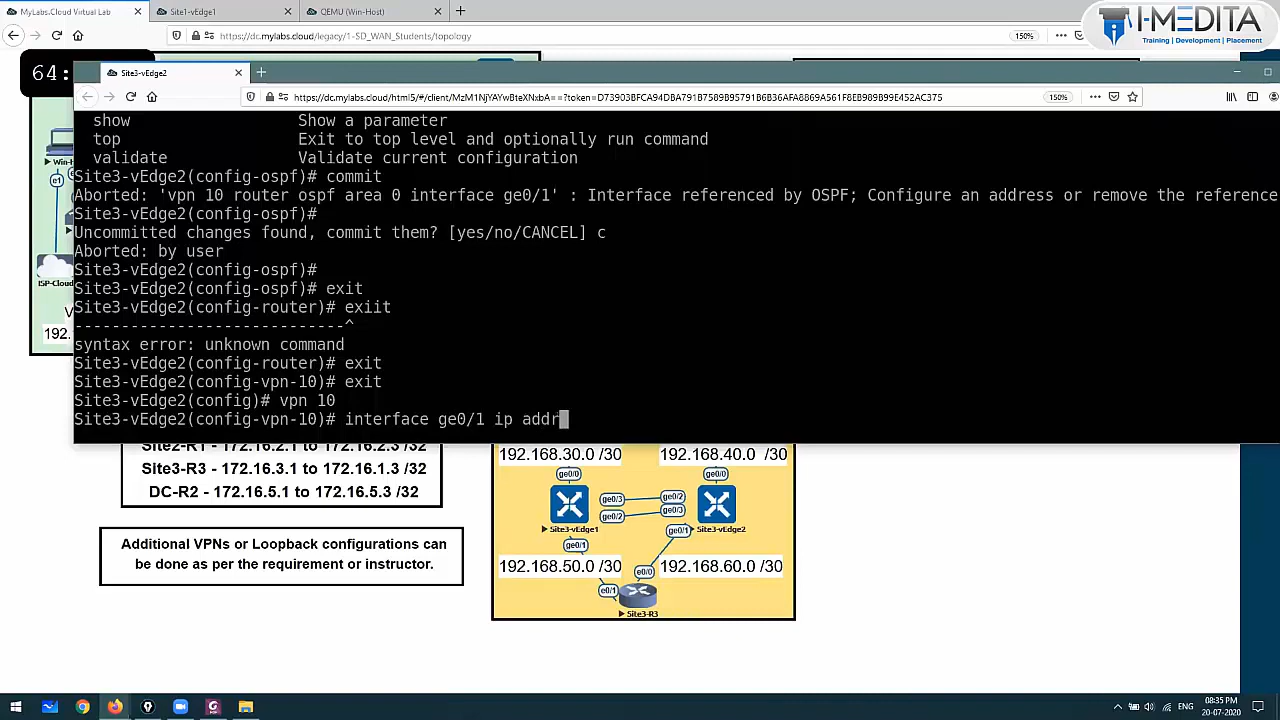 MyLabs.Cloud Virtual Lab
Site1-vEdge1
QEMU (Win-Host)
https://dc.mylabs.cloud/legacy/1-SD_WAN_Students/topology
150%
I-MEDITA
Training | Development | Placement
64:
Site3-vEdge2
https://dc.mylabs.cloud/html5/#/client/MzM1NjYAYwBteXNxbA==?token=D73903BFCA94DBA791B7589B95791B6B36AFA8869A561F8EB989B99E452AC375
150%
show Show a parameter
top Exit to top level and optionally run command
validate Validate current configuration
Site3-vEdge2(config-ospf)# commit
Aborted: 'vpn 10 router ospf area 0 interface ge0/1' : Interface referenced by OSPF; Configure an address or remove the reference
Site3-vEdge2(config-ospf)#
Uncommitted changes found, commit them? [yes/no/CANCEL] c
Aborted: by user
Site3-vEdge2(config-ospf)#
Site3-vEdge2(config-ospf)# exit
Site3-vEdge2(config-router)# exiit
-----------------------------^
syntax error: unknown command
Site3-vEdge2(config-router)# exit
Site3-vEdge2(config-vpn-10)# exit
Site3-vEdge2(config)# vpn 10
Site3-vEdge2(config-vpn-10)# interface ge0/1 ip addr
Win-H
e1
ISP-Cloud
V
192.
Site2-R1 - 172.16.2.1 to 172.16.2.3 /32
Site3-R3 - 172.16.3.1 to 172.16.1.3 /32
DC-R2 - 172.16.5.1 to 172.16.5.3 /32
Additional VPNs or Loopback configurations can
be done as per the requirement or instructor.
192.168.30.0 /30 192.168.40.0 /30
ge0/0 ge0/0
ge0/3 ge0/2
ge0/2 ge0/3
Site3-vEdge1 ge0/1 Site3-vEdge2
ge0/1
192.168.50.0 /30 e0/0 192.168.60.0 /30
e0/1
Site3-R3
ENG
08:35 PM
20-07-2020